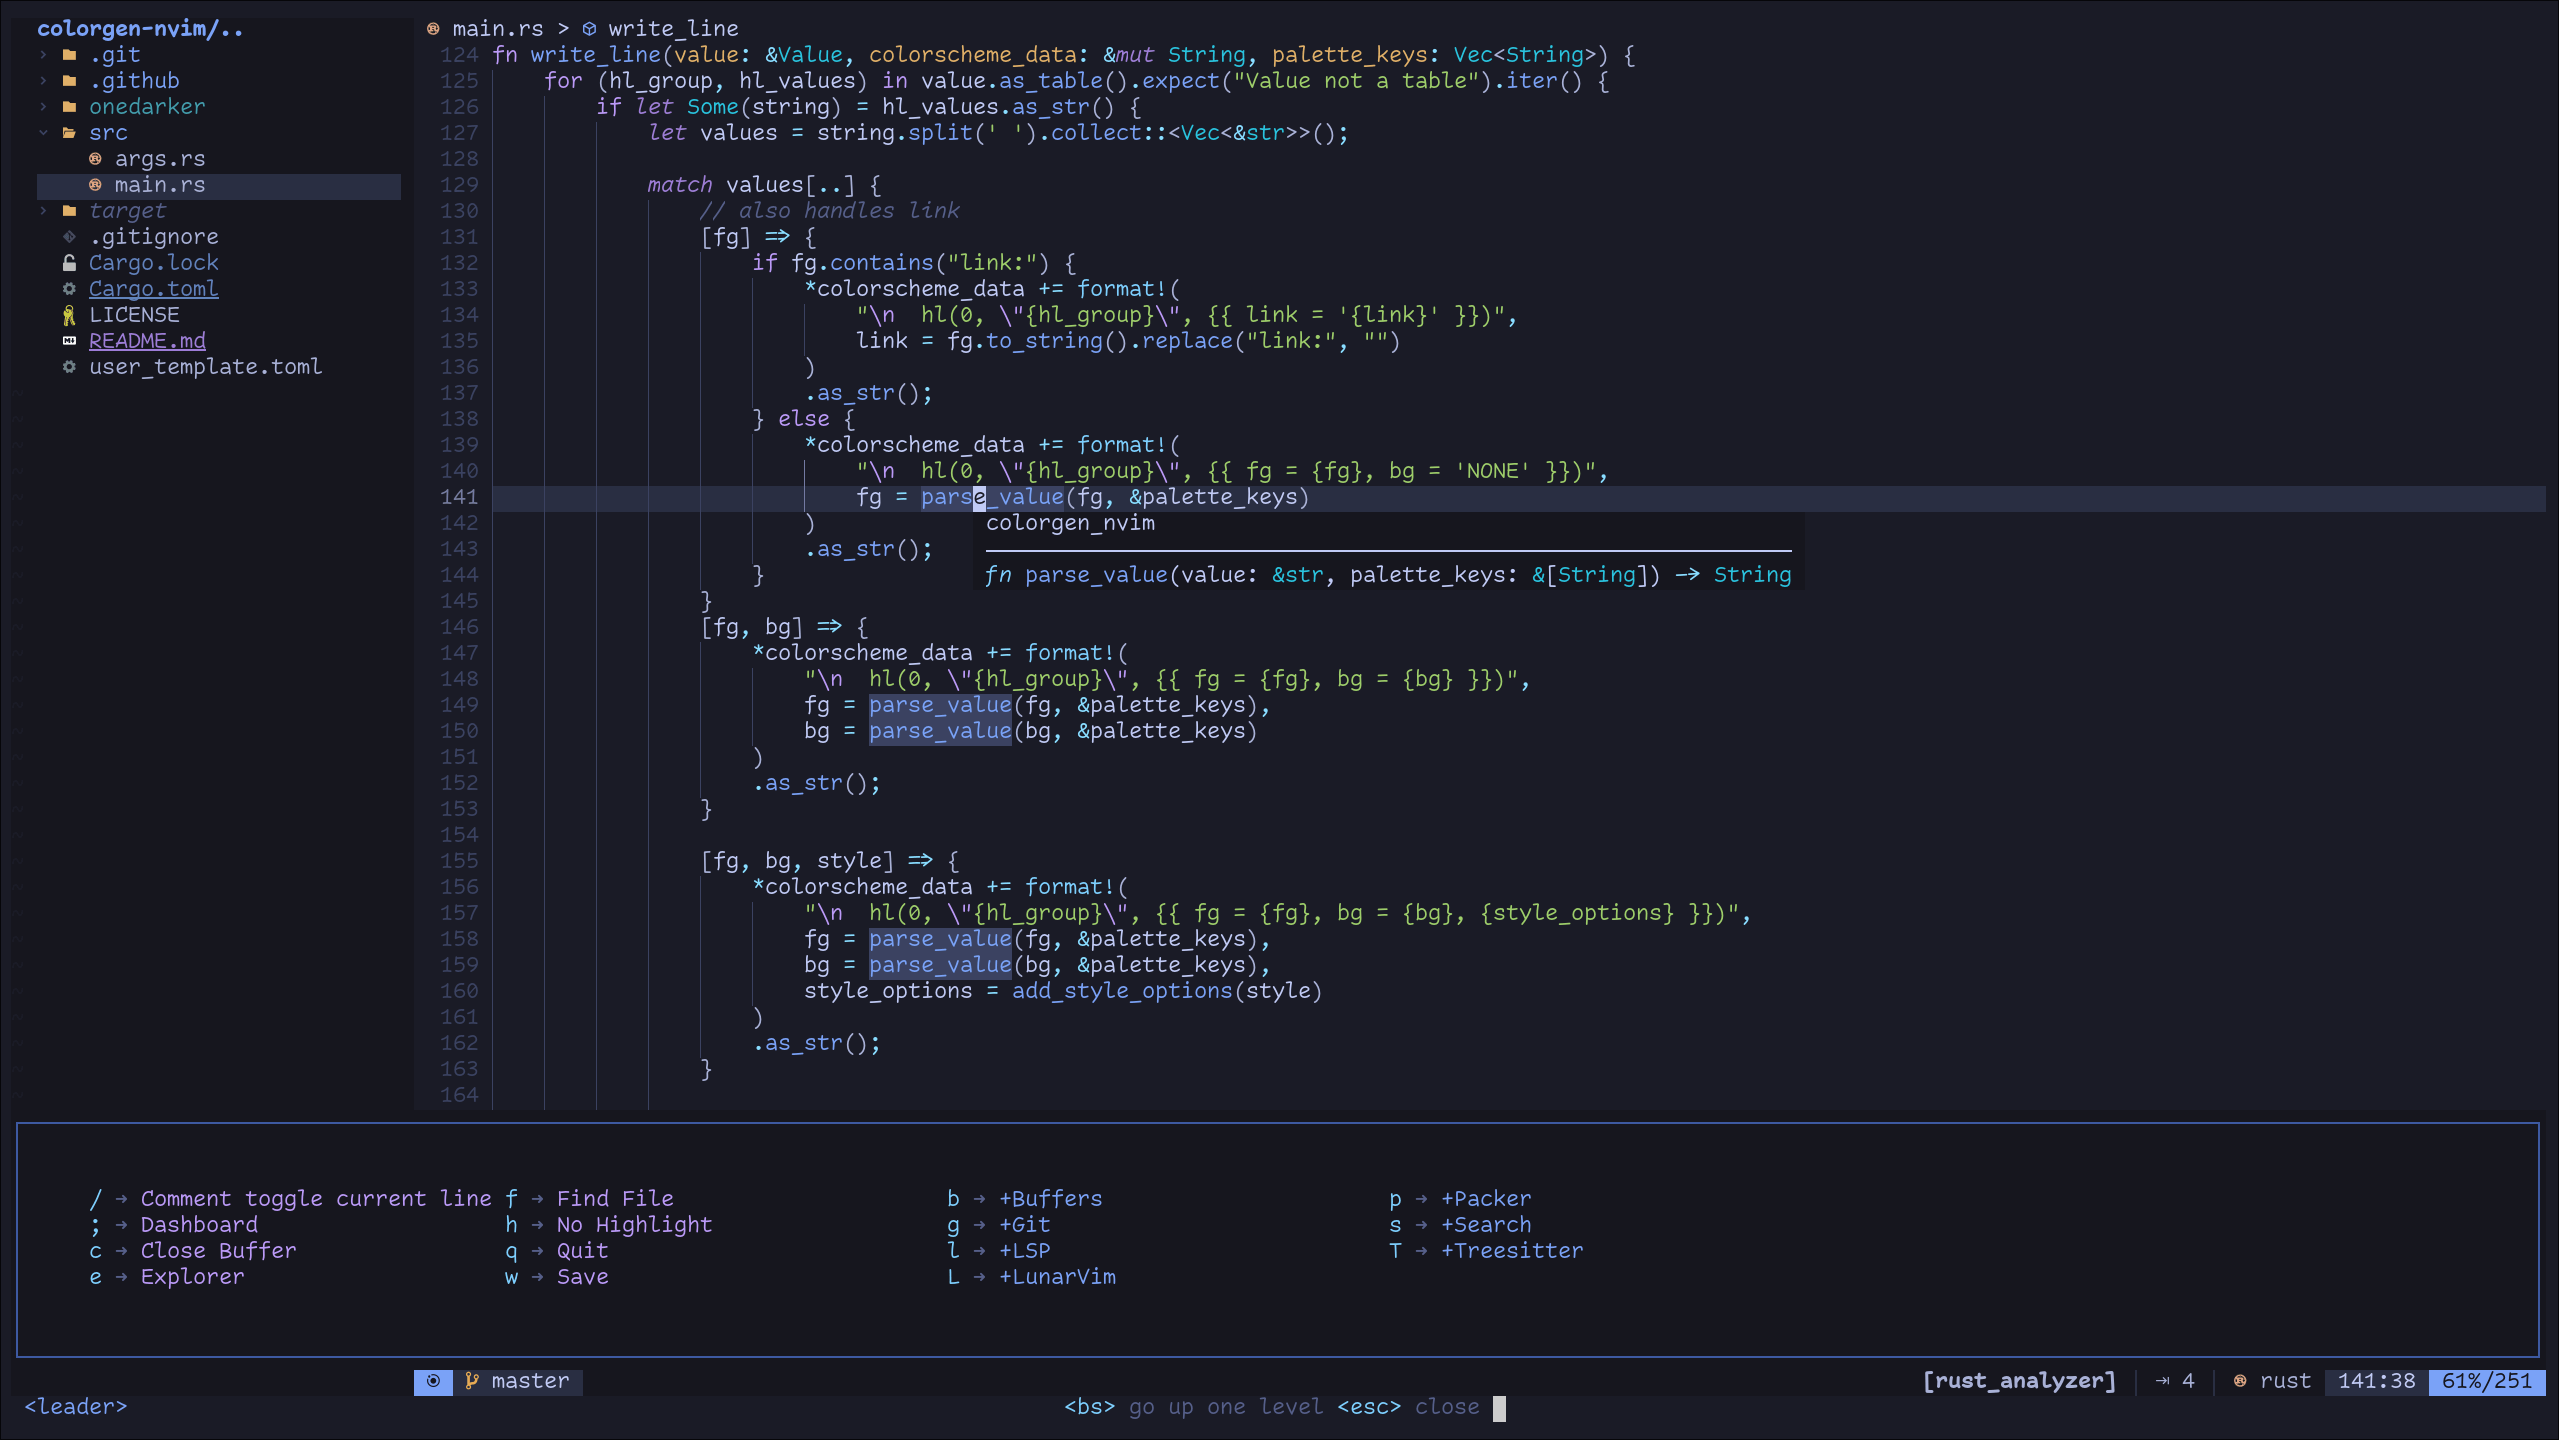 colorgen-nvim/..
.git
.github
onedarker
src
args.rs
main.rs
target
.gitignore
Cargo.lock
Cargo.toml
LICENSE
README.md
user_template.toml
main.rs > write_line
124 fn write_line(value: &Value, colorscheme_data: &mut String, palette_keys: Vec<String>) {
125     for (hl_group, hl_values) in value.as_table().expect("Value not a table").iter() {
126         if let Some(string) = hl_values.as_str() {
127             let values = string.split(' ').collect::<Vec<&str>>();
128
129             match values[..] {
130                 // also handles link
131                 [fg] => {
132                     if fg.contains("link:") {
133                         *colorscheme_data += format!(
134                             "\n  hl(0, \"{hl_group}\", {{ link = '{link}' }})",
135                             link = fg.to_string().replace("link:", "")
136                         )
137                         .as_str();
138                     } else {
139                         *colorscheme_data += format!(
140                             "\n  hl(0, \"{hl_group}\", {{ fg = {fg}, bg = 'NONE' }})",
141                             fg = parse_value(fg, &palette_keys)
142                         )
colorgen_nvim
143                         .as_str();
144                     }
fn parse_value(value: &str, palette_keys: &[String]) -> String
145                 }
146                 [fg, bg] => {
147                     *colorscheme_data += format!(
148                         "\n  hl(0, \"{hl_group}\", {{ fg = {fg}, bg = {bg} }})",
149                         fg = parse_value(fg, &palette_keys),
150                         bg = parse_value(bg, &palette_keys)
151                     )
152                     .as_str();
153                 }
154
155                 [fg, bg, style] => {
156                     *colorscheme_data += format!(
157                         "\n  hl(0, \"{hl_group}\", {{ fg = {fg}, bg = {bg}, {style_options} }})",
158                         fg = parse_value(fg, &palette_keys),
159                         bg = parse_value(bg, &palette_keys),
160                         style_options = add_style_options(style)
161                     )
162                     .as_str();
163                 }
164
/ → Comment toggle current line f → Find File b → +Buffers p → +Packer
; → Dashboard h → No Highlight g → +Git s → +Search
c → Close Buffer q → Quit l → +LSP T → +Treesitter
e → Explorer w → Save L → +LunarVim
master [rust_analyzer] ⇥ 4 rust 141:38 61%/251
<leader> <bs> go up one level <esc> close